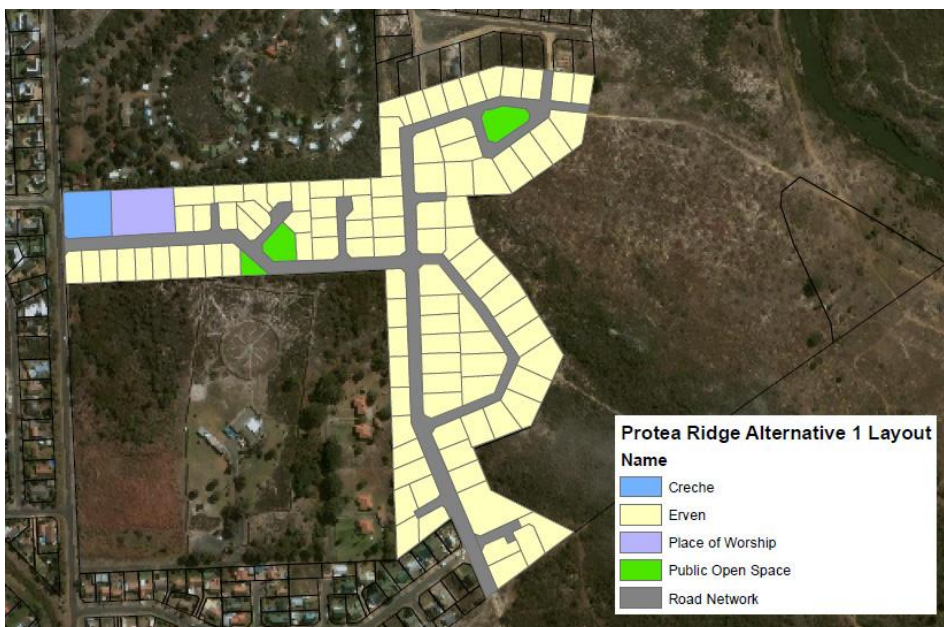 Protea Ridge Alternative 1 Layout
Name
Creche
Erven
Place of Worship
Public Open Space
Road Network